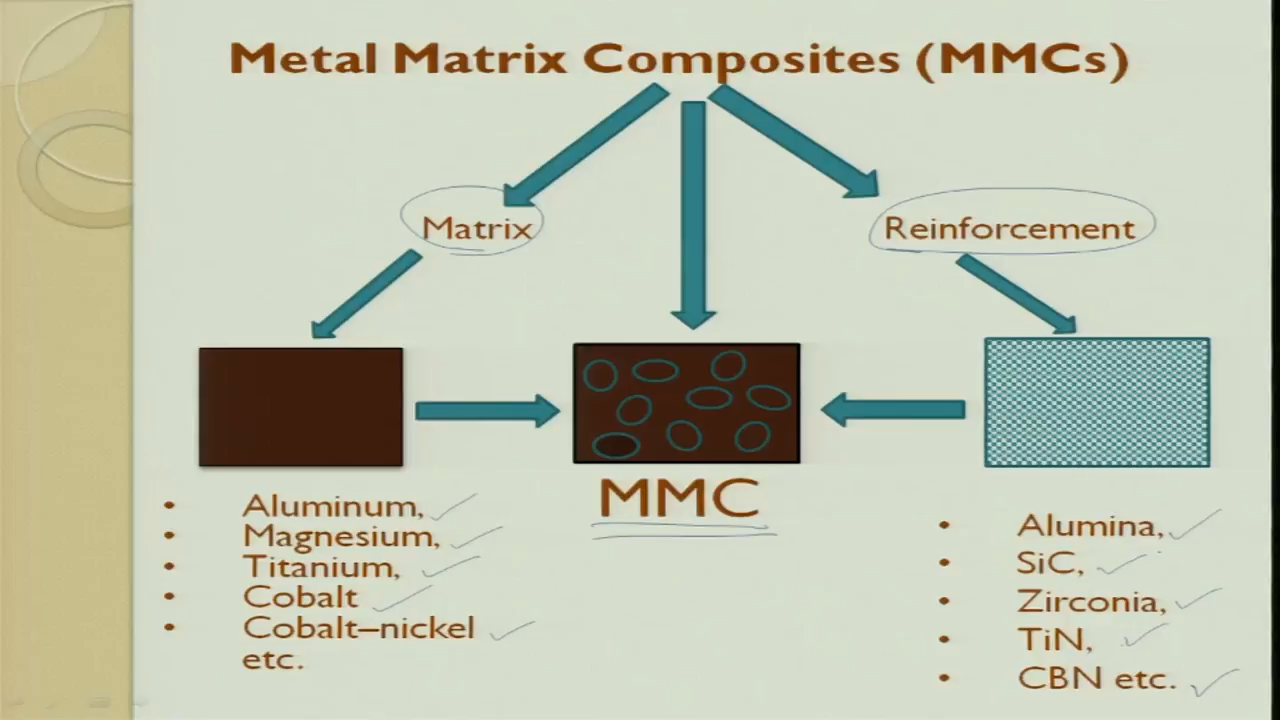 Metal Matrix Composites (MMCs)
Matrix
Reinforcement
MMC
• Aluminum,
• Magnesium,
• Titanium,
• Cobalt
• Cobalt–nickel
etc.
• Alumina,
• SiC,
• Zirconia,
• TiN,
• CBN etc.